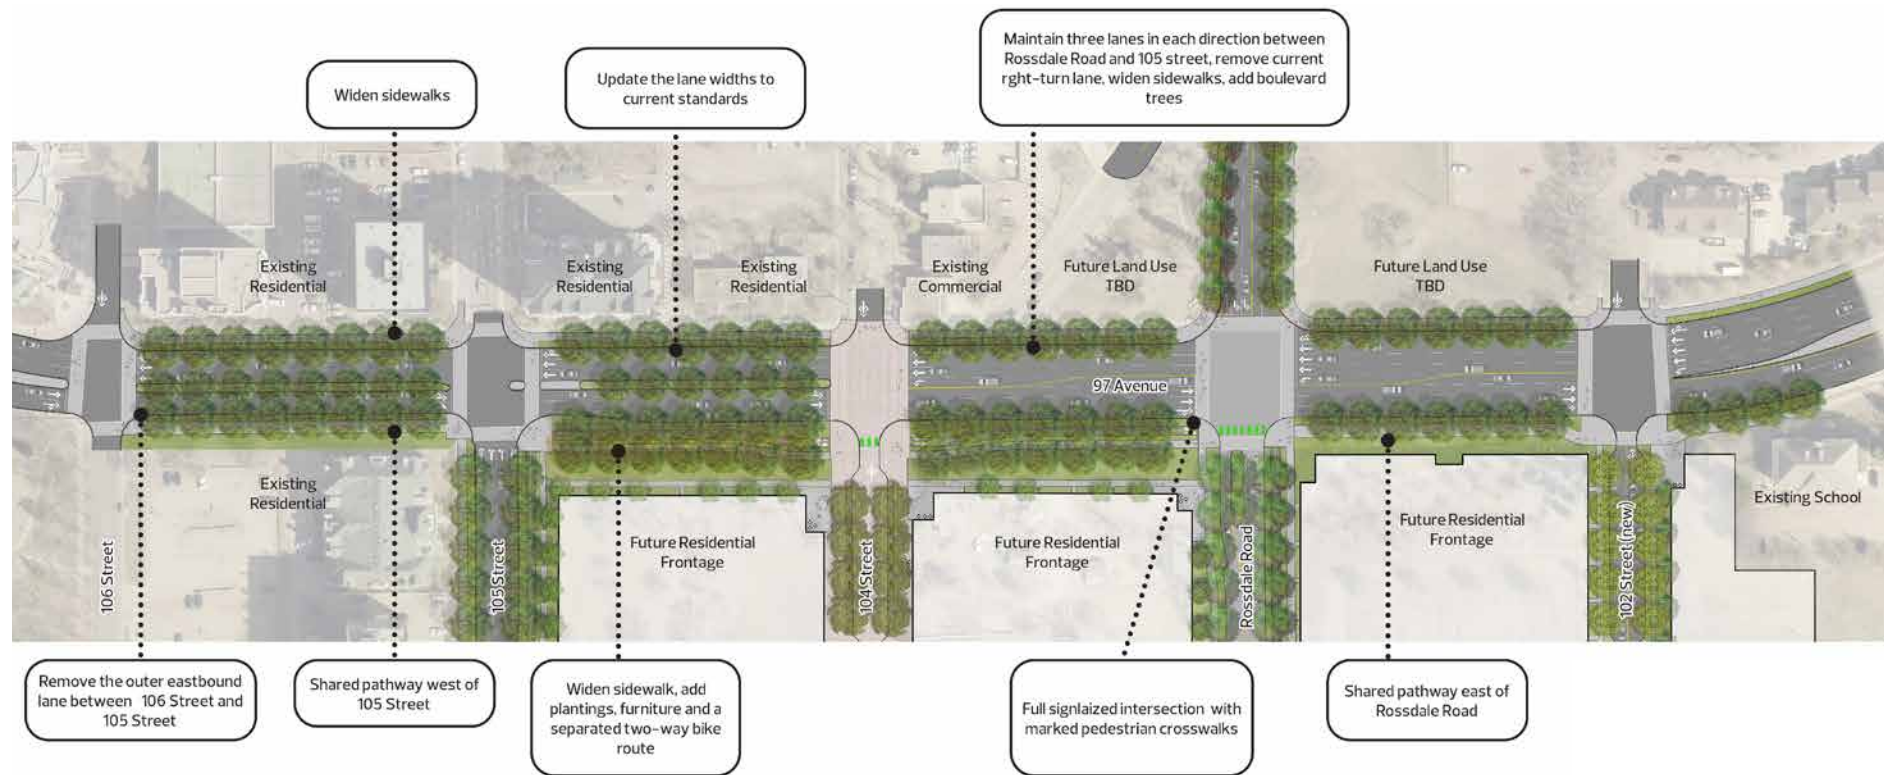 Maintain three lanes in each direction between
Rossdale Road and 105 street, remove current
rght-turn lane, widen sidewalks, add boulevard
trees
Widen sidewalks
Update the lane widths to
current standards
Existing
Residential
Existing
Residential
Existing
Residential
Existing
Commercial
Future Land Use
TBD
Future Land Use
TBD
97 Avenue
Existing
Residential
Existing School
Future Residential
Frontage
Future Residential
Frontage
Future Residential
Frontage
106 Street
105 Street
104 Street
Rossdale Road
102 Street (new)
Remove the outer eastbound
lane between 106 Street and
105 Street
Shared pathway west of
105 Street
Widen sidewalk, add
plantings, furniture and a
separated two-way bike
route
Full signlaized intersection with
marked pedestrian crosswalks
Shared pathway east of
Rossdale Road